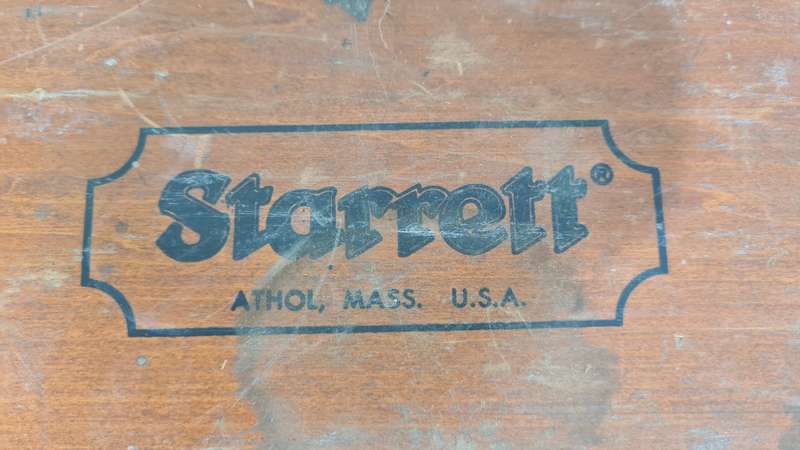 Starrett®
ATHOL, MASS. U.S.A.